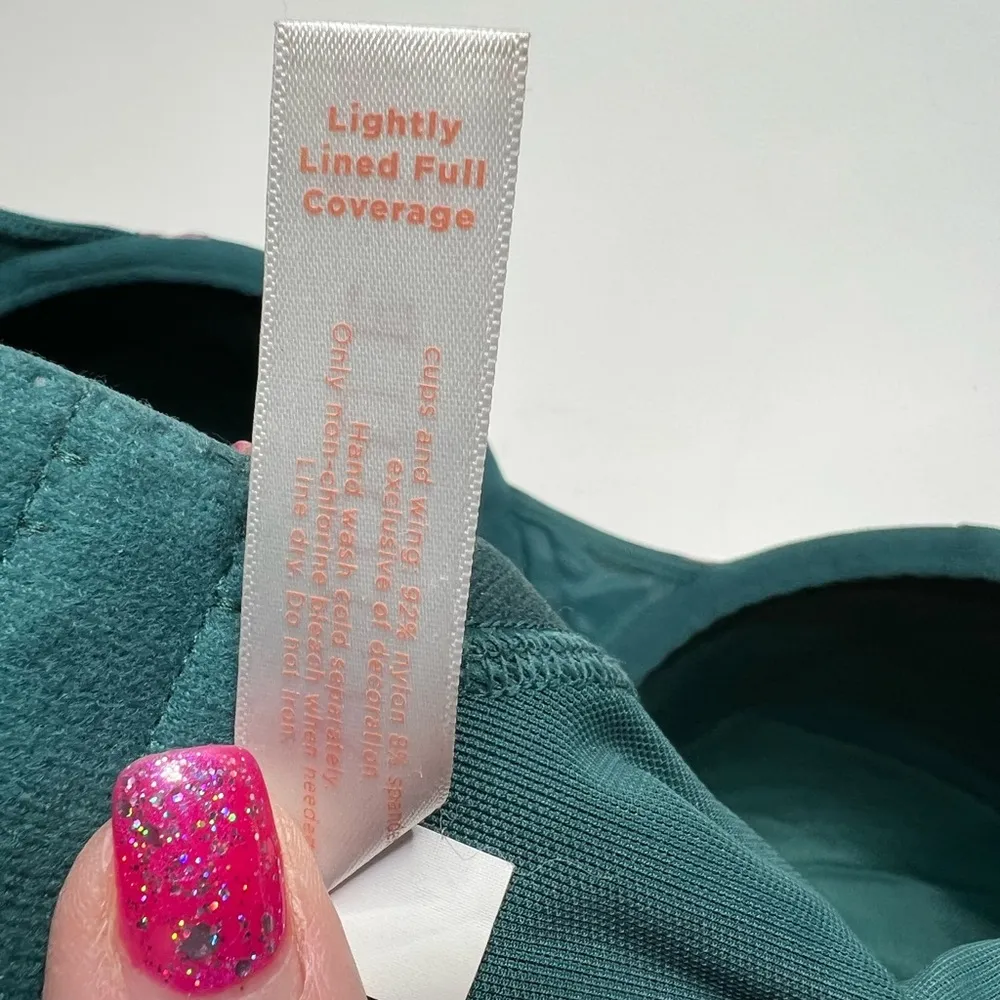 Lightly
Lined Full
Coverage
cups and wing 92% nylon 8%
exclusive of decoration
Hand wash cold seprately,
Only non-chlorine bleach When
Line dry. Do not iron.